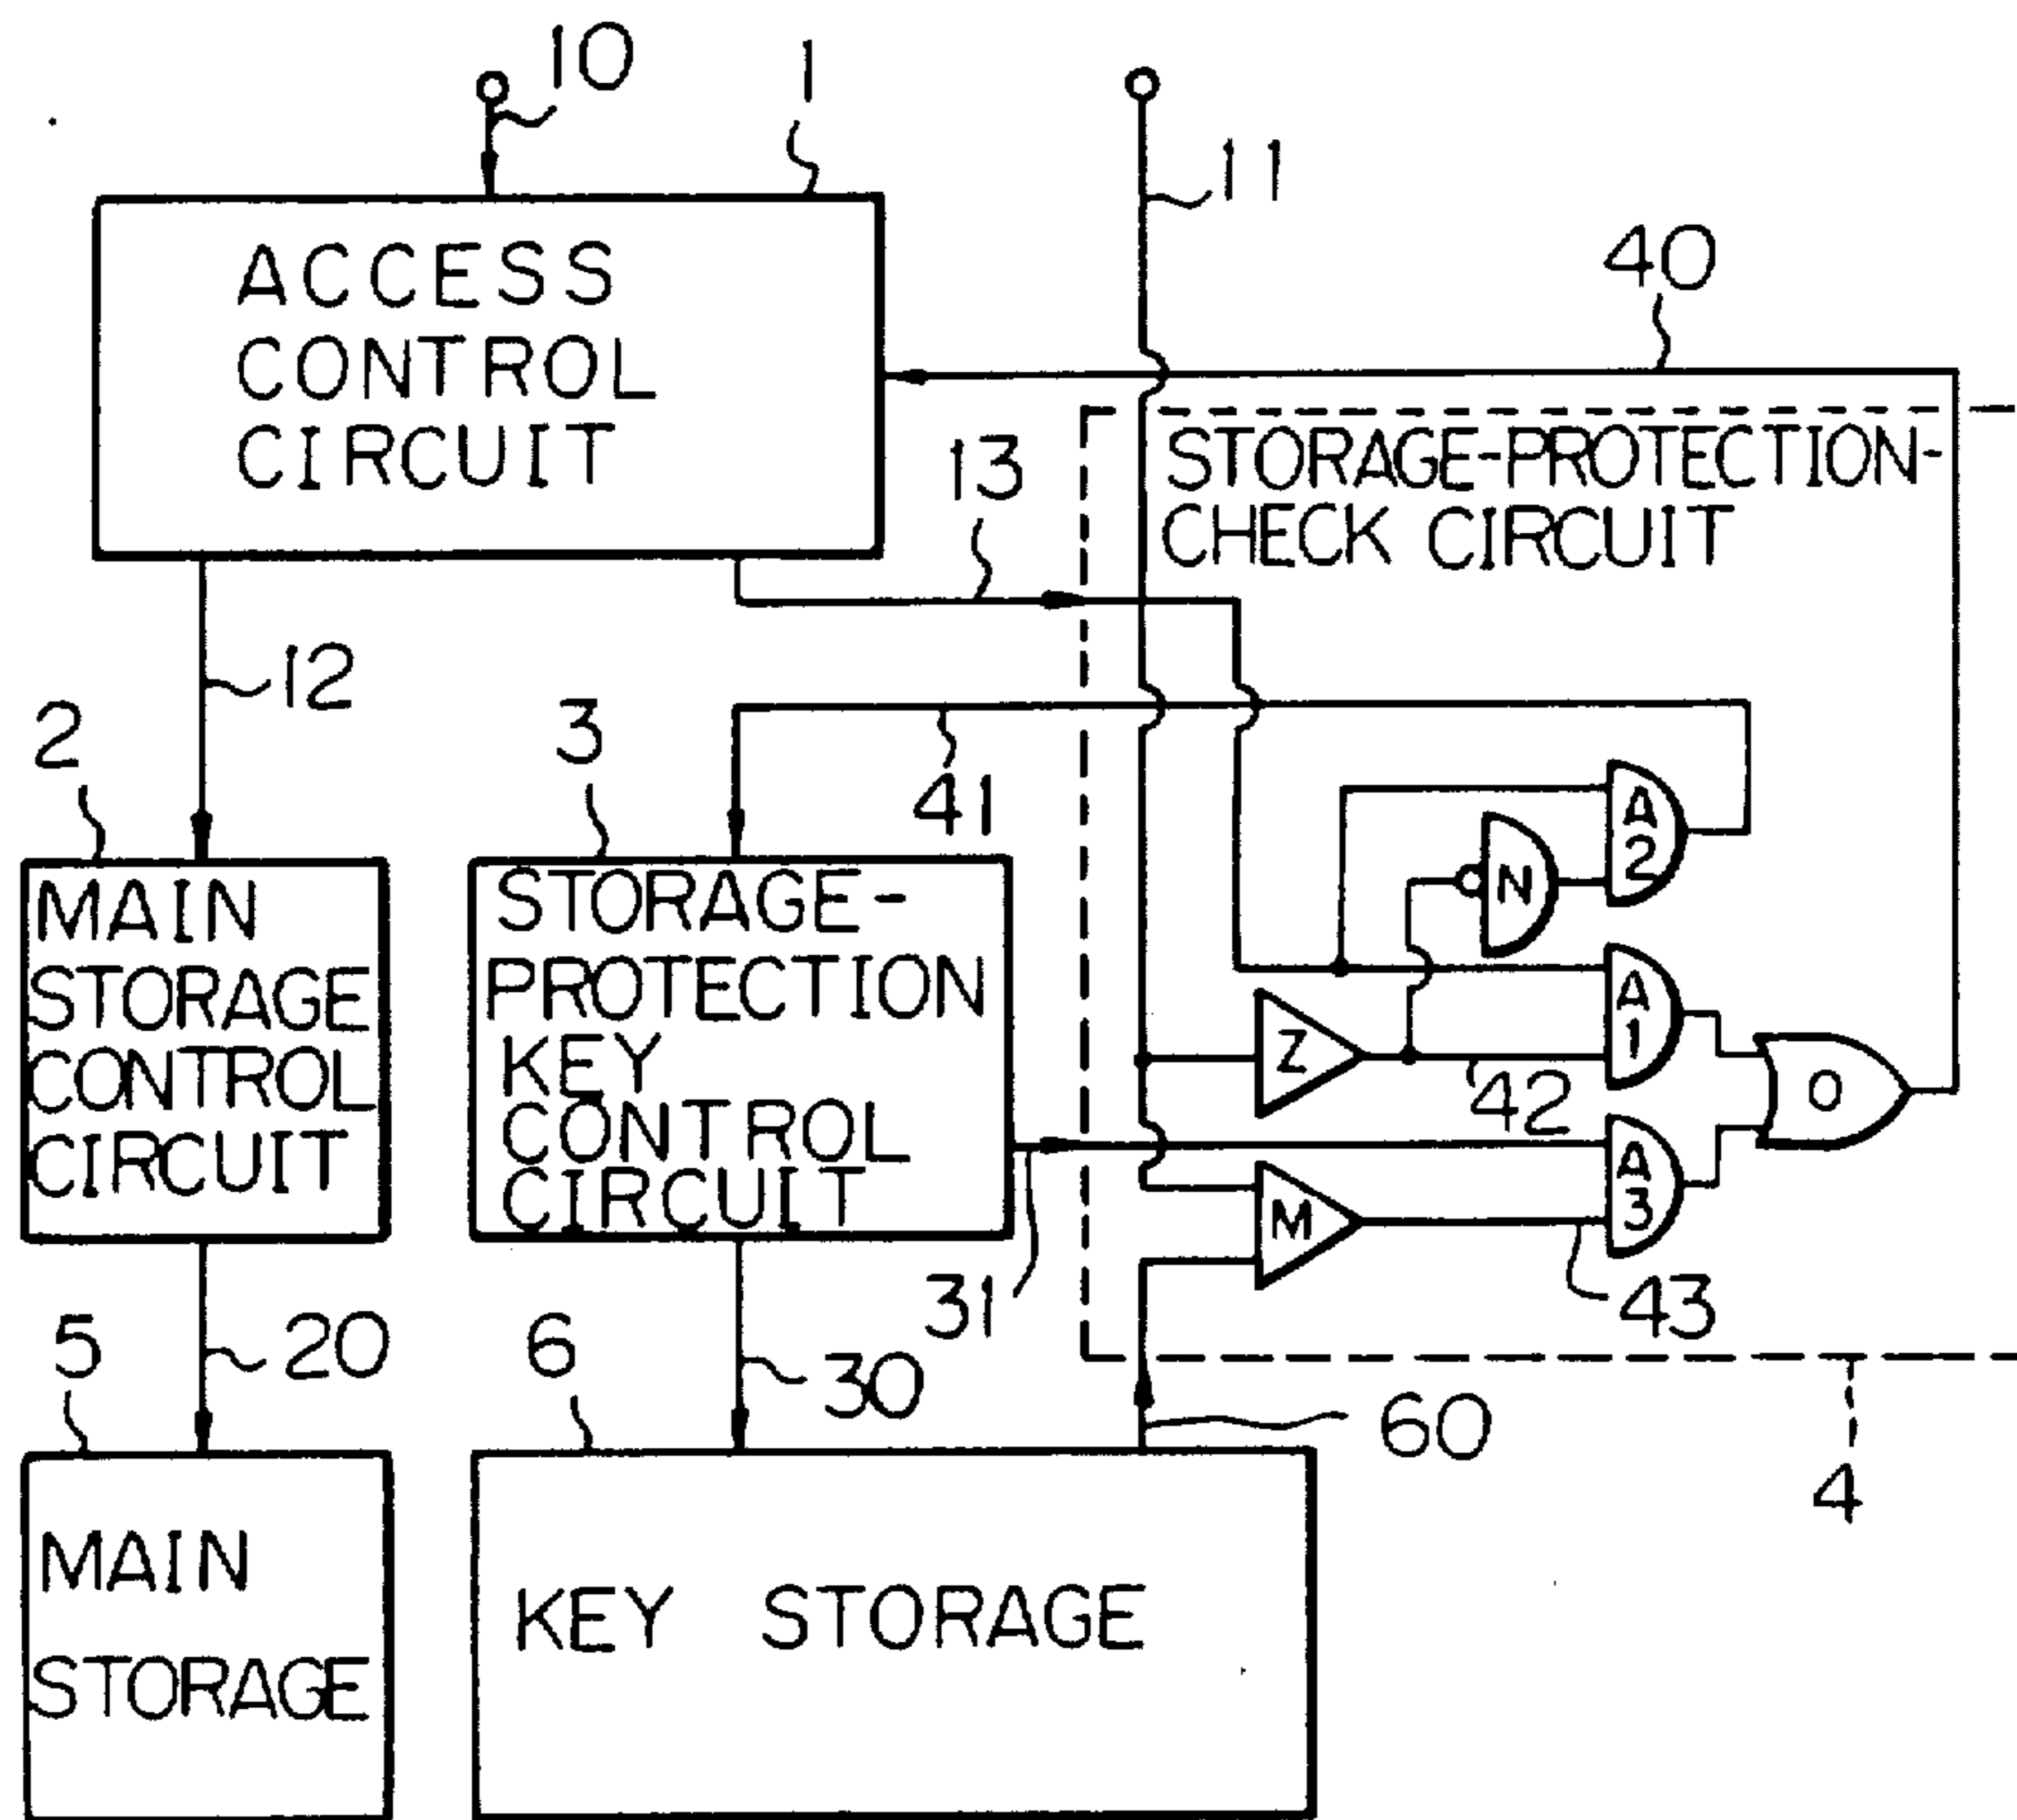 10
1
11
ACCESS
CONTROL
CIRCUIT
40
13
STORAGE-PROTECTION-
CHECK CIRCUIT
12
2
3
41
A2
N
MAIN
STORAGE
CONTROL
CIRCUIT
STORAGE-
PROTECTION
KEY
CONTROL
CIRCUIT
A1
Z
42
O
A3
M
31
43
5
20
6
30
60
4
MAIN
STORAGE
KEY STORAGE